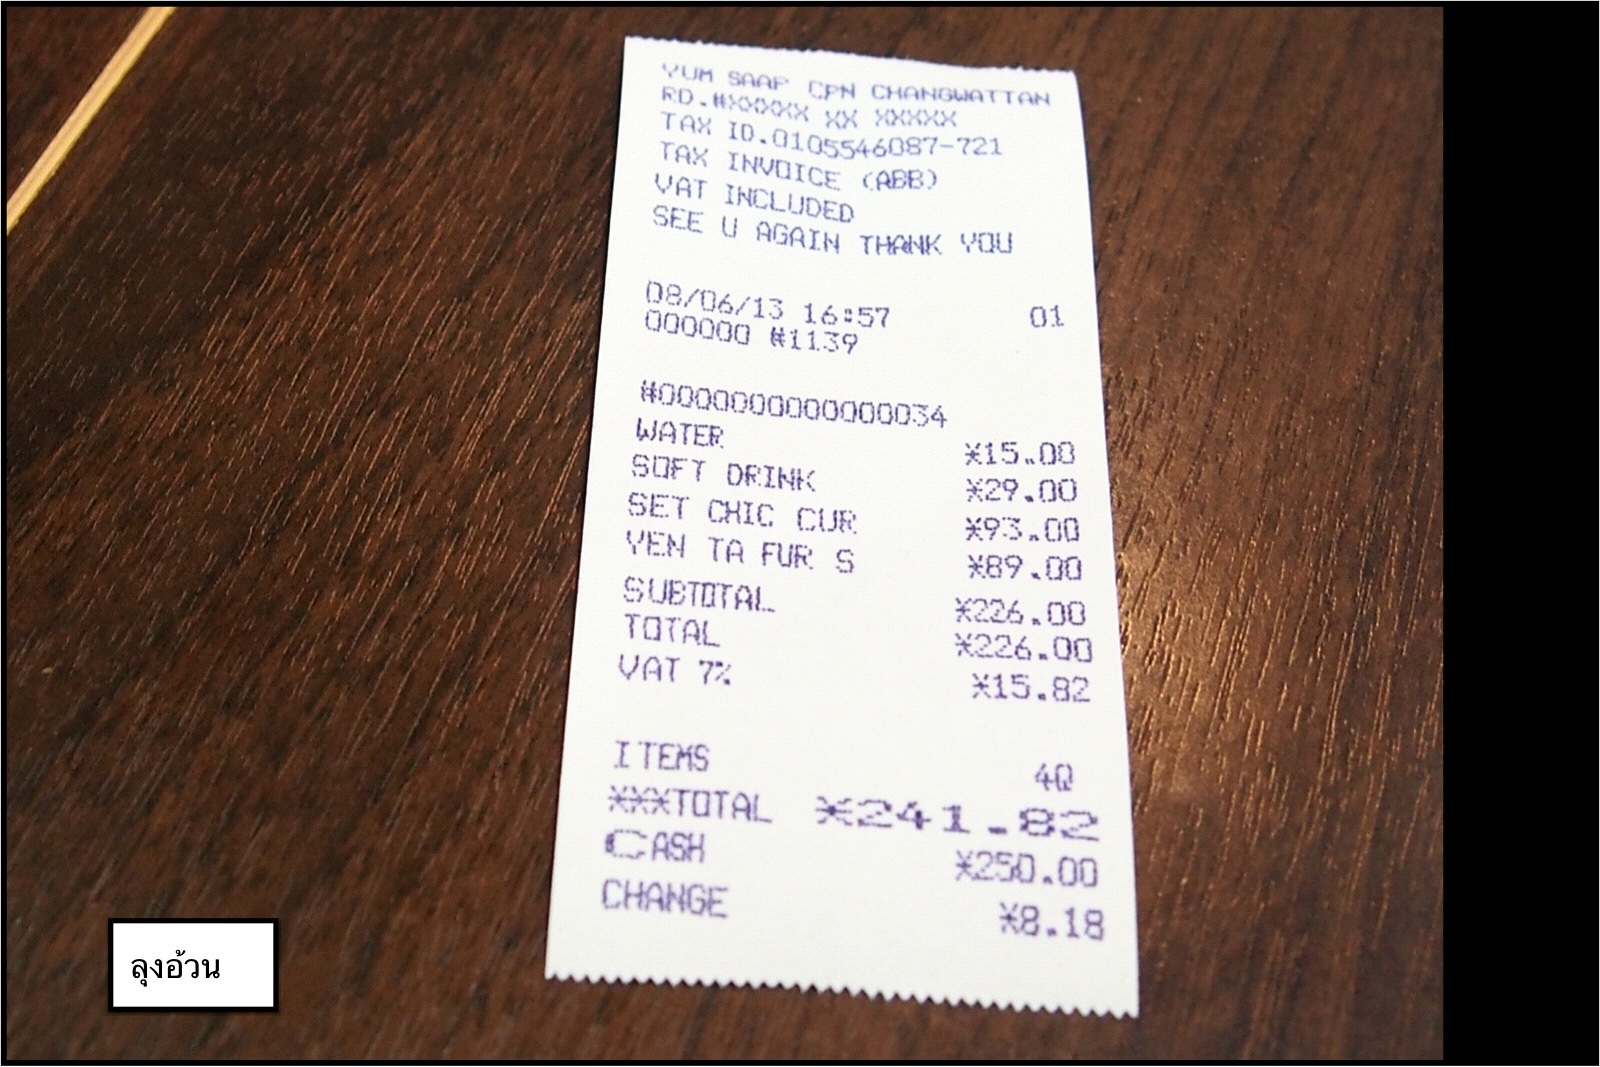 YUM SAAP CPN CHANGWATTAN
RD.#XXXXX XX XXXXX
TAX ID.0105546087-721
TAX INVOICE (ABB)
VAT INCLUDED
SEE U AGAIN THANK YOU
08/06/13 16:57 01
000000 #1139
#0000000000000034
WATER ¥15.00
SOFT DRINK ¥29.00
SET CHIC CUR ¥93.00
YEN TA FUR S ¥89.00
SUBTOTAL ¥226.00
TOTAL ¥226.00
VAT 7% ¥15.82
ITEMS 4Q
***TOTAL ¥241.82
CASH ¥250.00
CHANGE ¥8.18
ลุงอ้วน